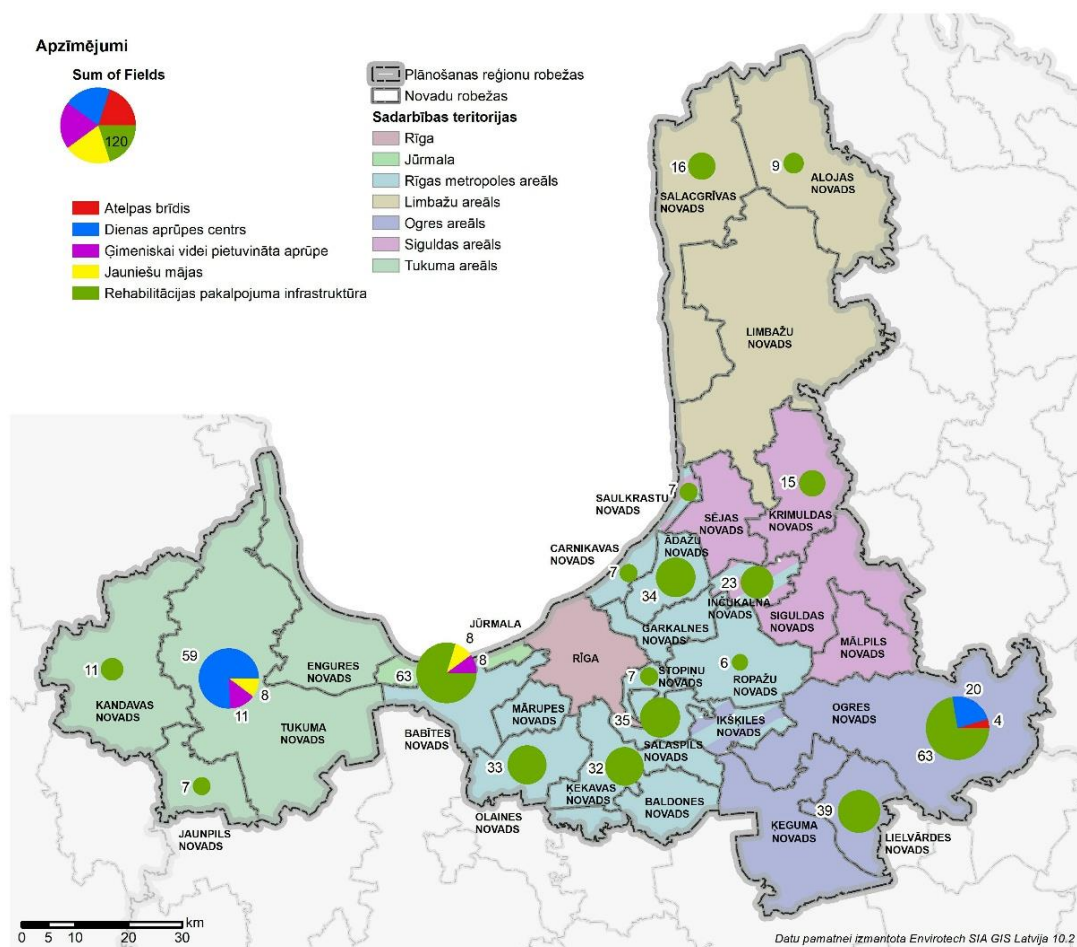 Apzīmējumi
Sum of Fields
120
Atelpas brīdis
Dienas aprūpes centrs
Ģimeniskai videi pietuvināta aprūpe
Jauniešu mājas
Rehabilitācijas pakalpojuma infrastruktūra
Plānošanas reģionu robežas
Novadu robežas
Sadarbības teritorijas
Rīga
Jūrmala
Rīgas metropoles areāls
Limbažu areāls
Ogres areāls
Siguldas areāls
Tukuma areāls
16
SALACGRĪVAS
NOVADS
9
ALOJAS
NOVADS
LIMBAŽU
NOVADS
7
SAULKRASTU
NOVADS
SĒJAS
NOVADS
15
KRIMULDAS
NOVADS
CARNIKAVAS
NOVADS
7
ĀDAŽU
NOVADS
34
23
INČUKALNA
NOVADS
SIGULDAS
NOVADS
GARKALNES
NOVADS
MĀLPILS
NOVADS
JŪRMALA
8
8
63
RĪGA
STOPIŅU
NOVADS
7
6
ROPAŽU
NOVADS
59
8
11
ENGURES
NOVADS
TUKUMA
NOVADS
11
KANDAVAS
NOVADS
7
JAUNPILS
NOVADS
BABĪTES
NOVADS
MĀRUPES
NOVADS
35
SALASPILS
NOVADS
IKŠĶILES
NOVADS
OGRES
NOVADS
20
4
63
33
OLAINES
NOVADS
32
ĶEKAVAS
NOVADS
BALDONES
NOVADS
ĶEGUMA
NOVADS
39
LIELVĀRDES
NOVADS
km
0 5 10 20 30
Datu pamatnei izmantota Envirotech SIA GIS Latvija 10.2